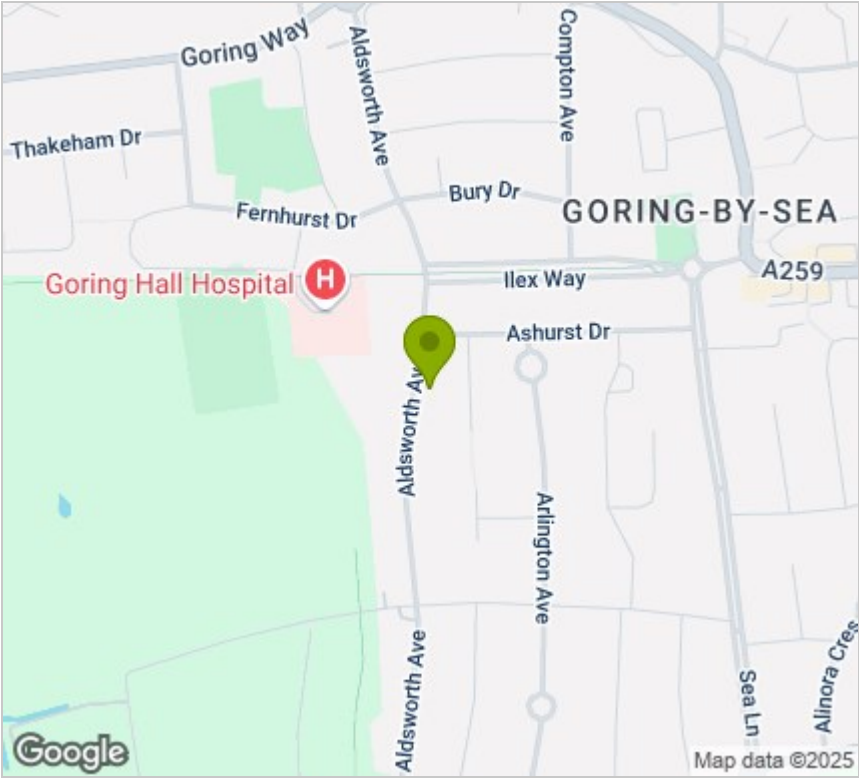 Goring Way
Aldsworth Ave
Compton Ave
Thakeham Dr
Bury Dr
Fernhurst Dr
GORING-BY-SEA
Goring Hall Hospital
H
Ilex Way
A259
Ashurst Dr
Aldsworth Av
Arlington Ave
Aldsworth Ave
Sea Ln
Alinora Cres
Google
Map data ©2025